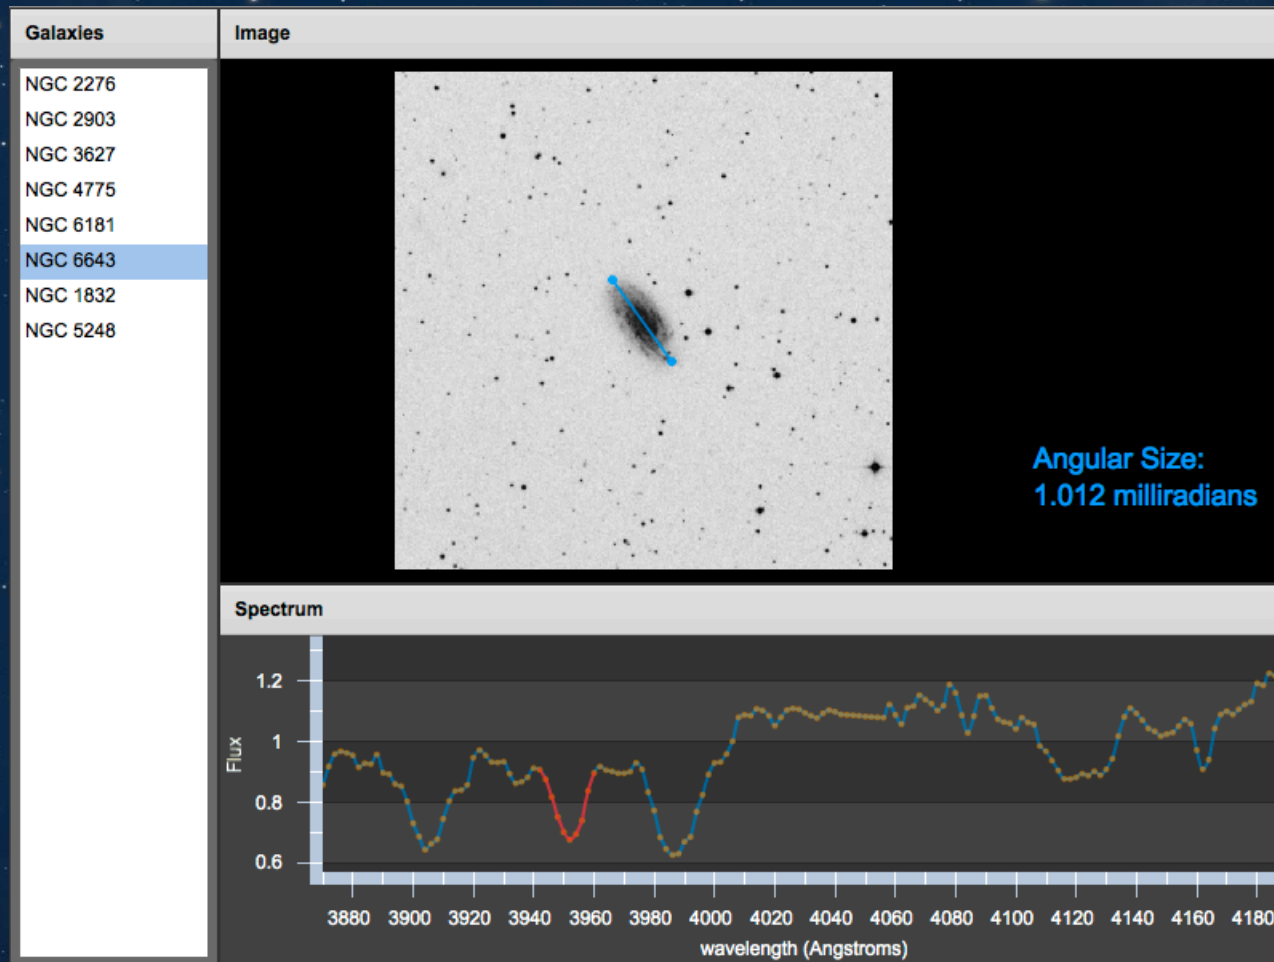 Galaxies
Image
NGC 2276
NGC 2903
NGC 3627
NGC 4775
NGC 6181
NGC 6643
NGC 1832
NGC 5248
Angular Size:
1.012 milliradians
Spectrum
1.2
1
0.8
0.6
Flux
3880 3900 3920 3940 3960 3980 4000 4020 4040 4060 4080 4100 4120 4140 4160 4180
wavelength (Angstroms)